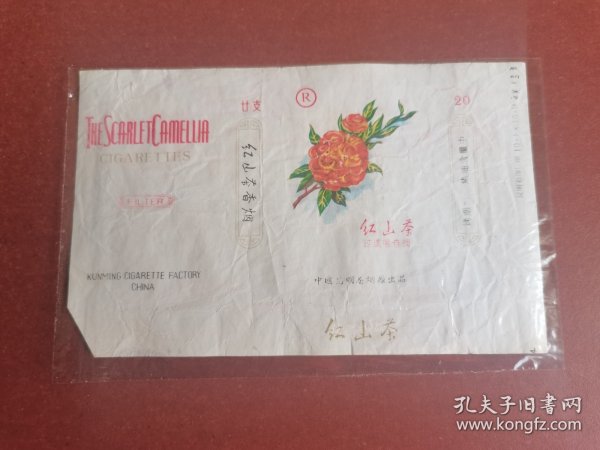 THE SCARLET CAMELLIA
CIGARETTES
FILTER
KUNMING CIGARETTE FACTORY
CHINA
红山茶香烟
廿支
R
20
红山茶
过滤嘴香烟
中国昆明卷烟厂出品
红山茶
孔夫子旧书网
www.kongfz.com